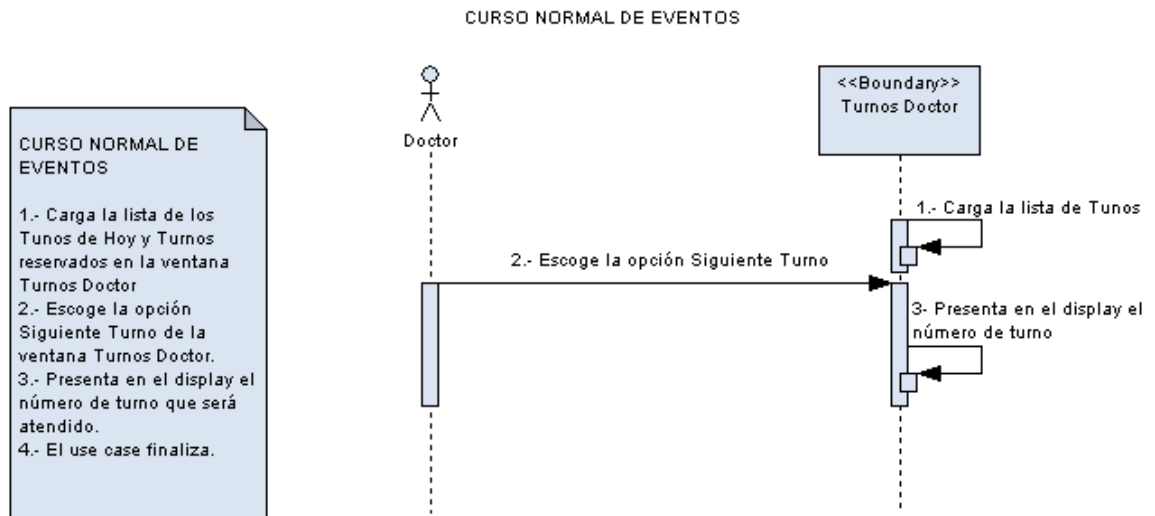 CURSO NORMAL DE EVENTOS
CURSO NORMAL DE
EVENTOS
1.- Carga la lista de los
Tunos de Hoy y Turnos
reservados en la ventana
Turnos Doctor
2.- Escoge la opción
Siguiente Turno de la
ventana Turnos Doctor.
3.- Presenta en el display el
número de turno que será
atendido.
4.- El use case finaliza.
Doctor
<<Boundary>>
Turnos Doctor
1.- Carga la lista de Tunos
2.- Escoge la opción Siguiente Turno
3- Presenta en el display el
número de turno